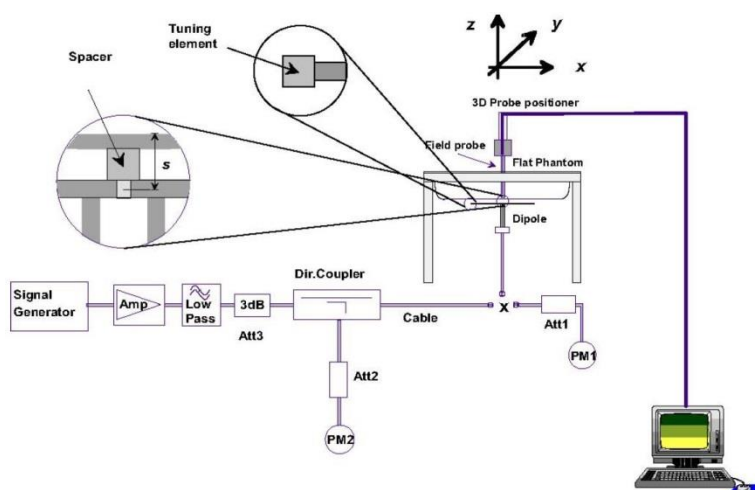 Tuning
element
z
y
x
Spacer
3D Probe positioner
Field probe
Flat Phantom
s
Dipole
Dir.Coupler
Signal
Generator
Amp
Low
Pass
3dB
Cable
x
Att3
Att1
PM1
Att2
PM2